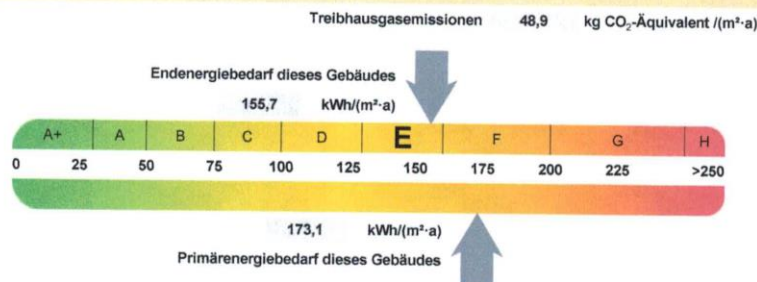 Treibhausgasemissionen 48,9 kg CO₂-Äquivalent /(m²·a)
Endenergiebedarf dieses Gebäudes
155,7 kWh/(m²·a)
A+ A B C D E F G H
0 25 50 75 100 125 150 175 200 225 >250
173,1 kWh/(m²·a)
Primärenergiebedarf dieses Gebäudes